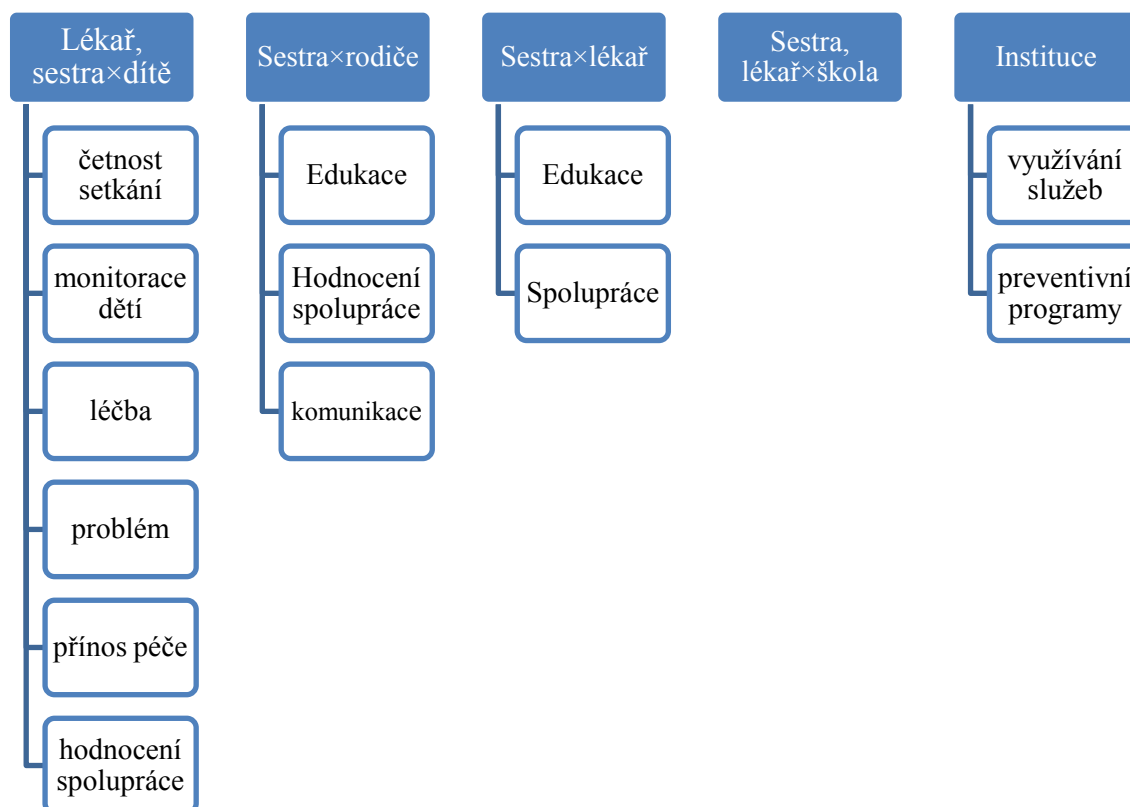 Lékař,
sestra×dítě
četnost
setkání
monitorace
dětí
léčba
problém
přínos péče
hodnocení
spolupráce
Sestra×rodiče
Edukace
Hodnocení
spolupráce
komunikace
Sestra×lékař
Edukace
Spolupráce
Sestra,
lékař×škola
Instituce
využívání
služeb
preventivní
programy